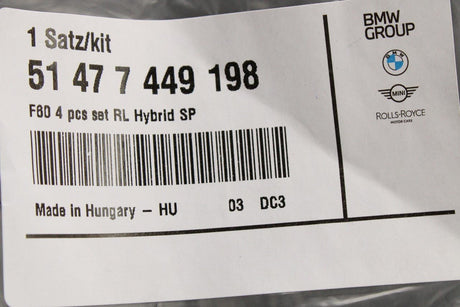 1 Satz/kit
51 47 7 449 198
F60 4 pcs set RL Hybrid SP
Made in Hungary – HU 03 DC3
BMW
GROUP
BMW
MINI
ROLLS-ROYCE
MOTOR CARS